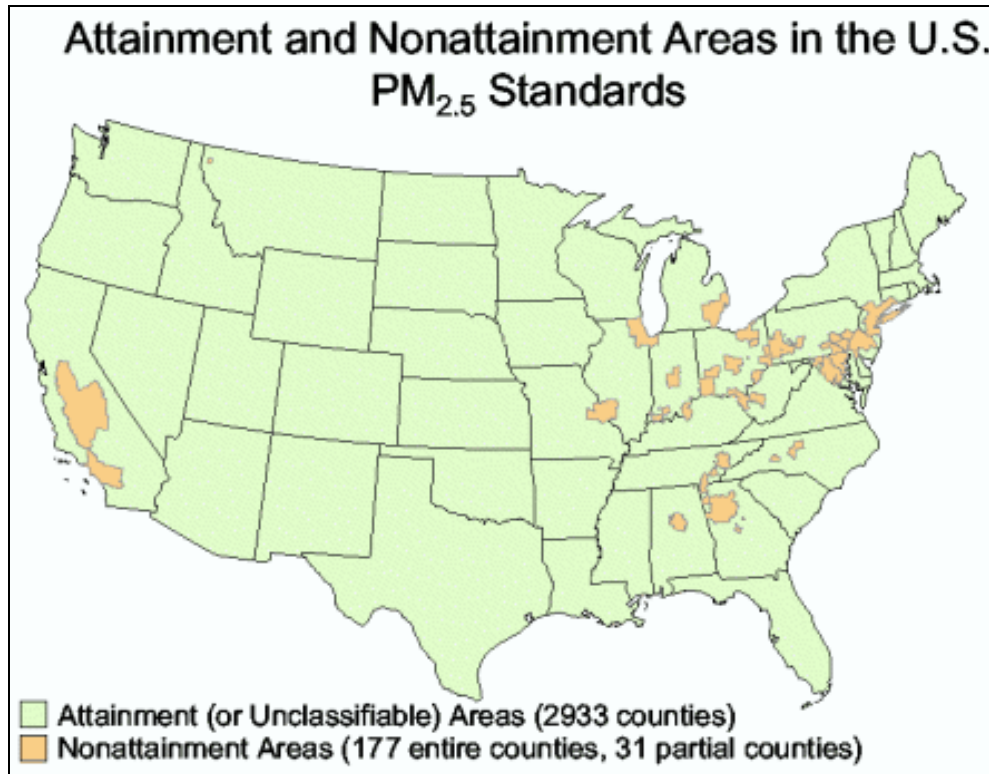 Attainment and Nonattainment Areas in the U.S.
PM2.5 Standards
Attainment (or Unclassifiable) Areas (2933 counties)
Nonattainment Areas (177 entire counties, 31 partial counties)